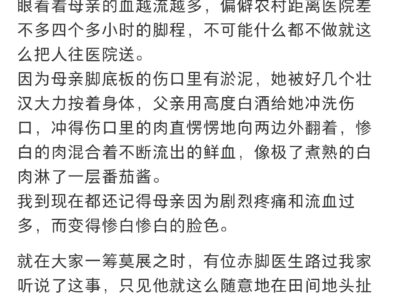 眼看着母亲的血越流越多，偏僻农村距离医院差
不多四个多小时的脚程，不可能什么都不做就这
么把人往医院送。
因为母亲脚底板的伤口里有淤泥，她被好几个壮
汉大力按着身体，父亲用高度白酒给她冲洗伤
口，冲得伤口里的肉直愣愣地向两边外翻着，惨
白的肉混合着不断流出的鲜血，像极了煮熟的白
肉淋了一层番茄酱。
我到现在都还记得母亲因为剧烈疼痛和流血过
多，而变得惨白惨白的脸色。
就在大家一筹莫展之时，有位赤脚医生路过我家
听说了这事，只见他就这么随意地在田间地头扯